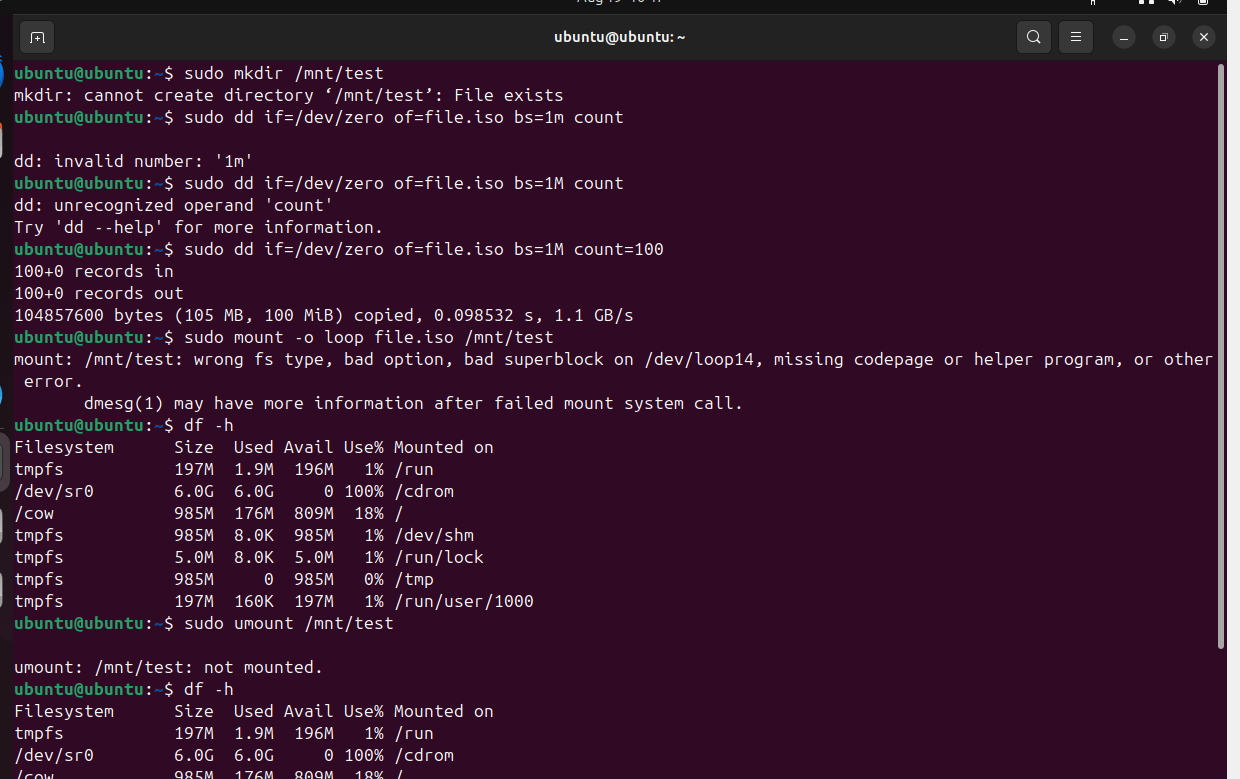 ubuntu@ubuntu: ~
ubuntu@ubuntu:~$ sudo mkdir /mnt/test
mkdir: cannot create directory ‘/mnt/test’: File exists
ubuntu@ubuntu:~$ sudo dd if=/dev/zero of=file.iso bs=1m count
dd: invalid number: '1m'
ubuntu@ubuntu:~$ sudo dd if=/dev/zero of=file.iso bs=1M count
dd: unrecognized operand 'count'
Try 'dd --help' for more information.
ubuntu@ubuntu:~$ sudo dd if=/dev/zero of=file.iso bs=1M count=100
100+0 records in
100+0 records out
104857600 bytes (105 MB, 100 MiB) copied, 0.098532 s, 1.1 GB/s
ubuntu@ubuntu:~$ sudo mount -o loop file.iso /mnt/test
mount: /mnt/test: wrong fs type, bad option, bad superblock on /dev/loop14, missing codepage or helper program, or other
error.
dmesg(1) may have more information after failed mount system call.
ubuntu@ubuntu:~$ df -h
Filesystem      Size  Used Avail Use% Mounted on
tmpfs           197M  1.9M  196M   1% /run
/dev/sr0        6.0G  6.0G     0 100% /cdrom
/cow            985M  176M  809M  18% /
tmpfs           985M  8.0K  985M   1% /dev/shm
tmpfs           5.0M  8.0K  5.0M   1% /run/lock
tmpfs           985M     0  985M   0% /tmp
tmpfs           197M  160K  197M   1% /run/user/1000
ubuntu@ubuntu:~$ sudo umount /mnt/test
umount: /mnt/test: not mounted.
ubuntu@ubuntu:~$ df -h
Filesystem      Size  Used Avail Use% Mounted on
tmpfs           197M  1.9M  196M   1% /run
/dev/sr0        6.0G  6.0G     0 100% /cdrom
/cow            985M  176M  809M  18% /